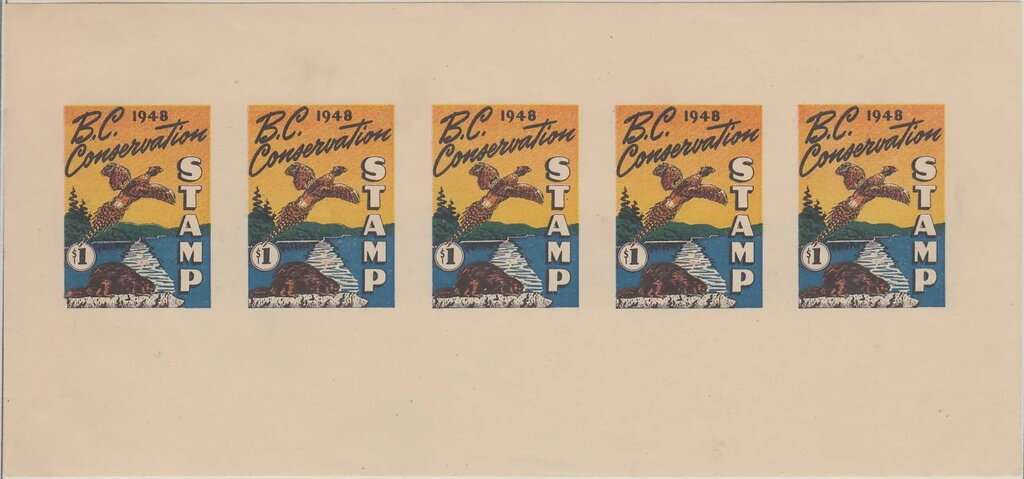 B.C. 1948
Conservation
STAMP
$1
B.C. 1948
Conservation
STAMP
$1
B.C. 1948
Conservation
STAMP
$1
B.C. 1948
Conservation
STAMP
$1
B.C. 1948
Conservation
STAMP
$1